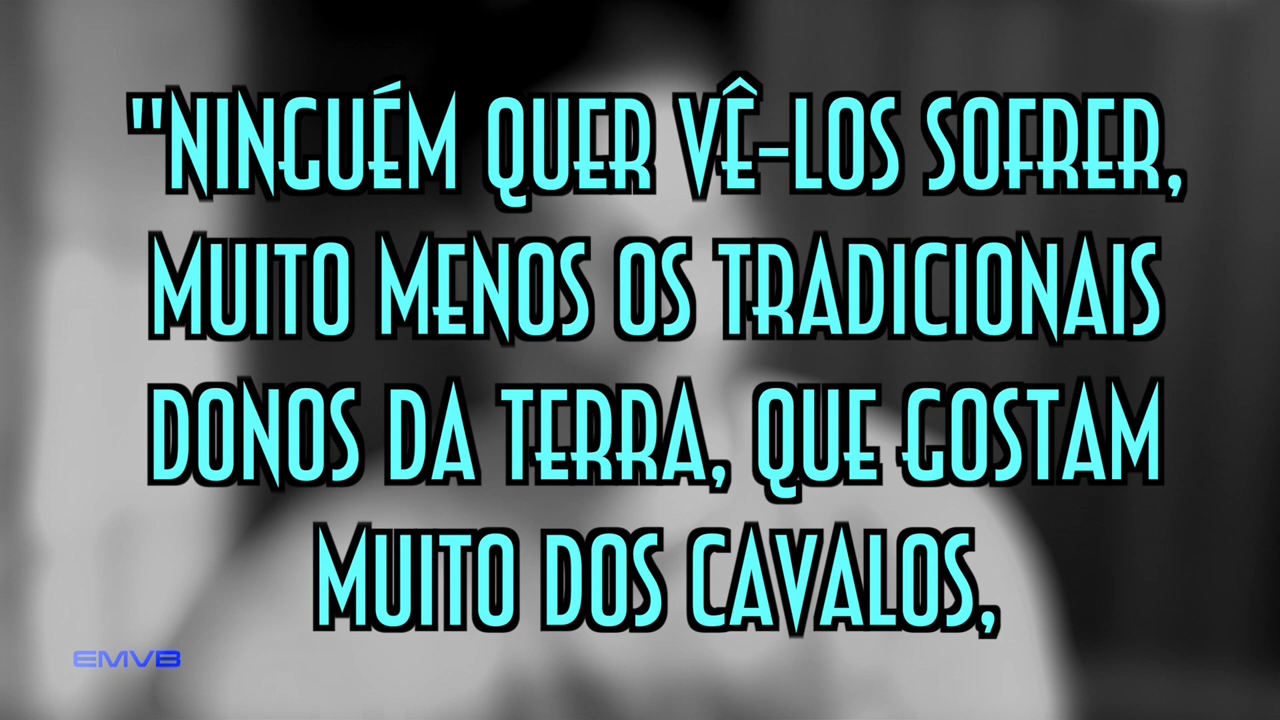 "NINGUÉM QUER VÊ-LOS SOFRER,
MUITO MENOS OS TRADICIONAIS
DONOS DA TERRA, QUE GOSTAM
MUITO DOS CAVALOS,
EMVB